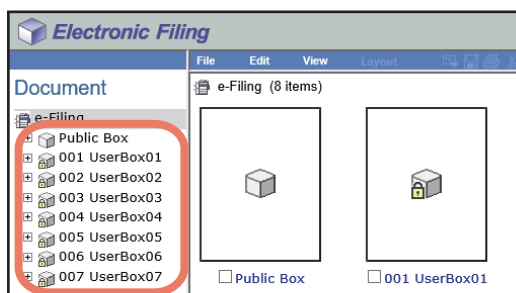 Electronic Filing
File Edit View Layout
Document
e-Filing (8 items)
e-Filing
Public Box
001 UserBox01
002 UserBox02
003 UserBox03
004 UserBox04
005 UserBox05
006 UserBox06
007 UserBox07
Public Box
001 UserBox01